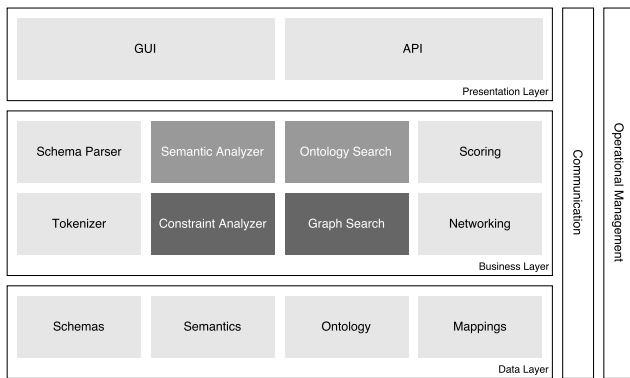 GUI
API
Presentation Layer
Schema Parser
Semantic Analyzer
Ontology Search
Scoring
Tokenizer
Constraint Analyzer
Graph Search
Networking
Business Layer
Schemas
Semantics
Ontology
Mappings
Data Layer
Communication
Operational Management